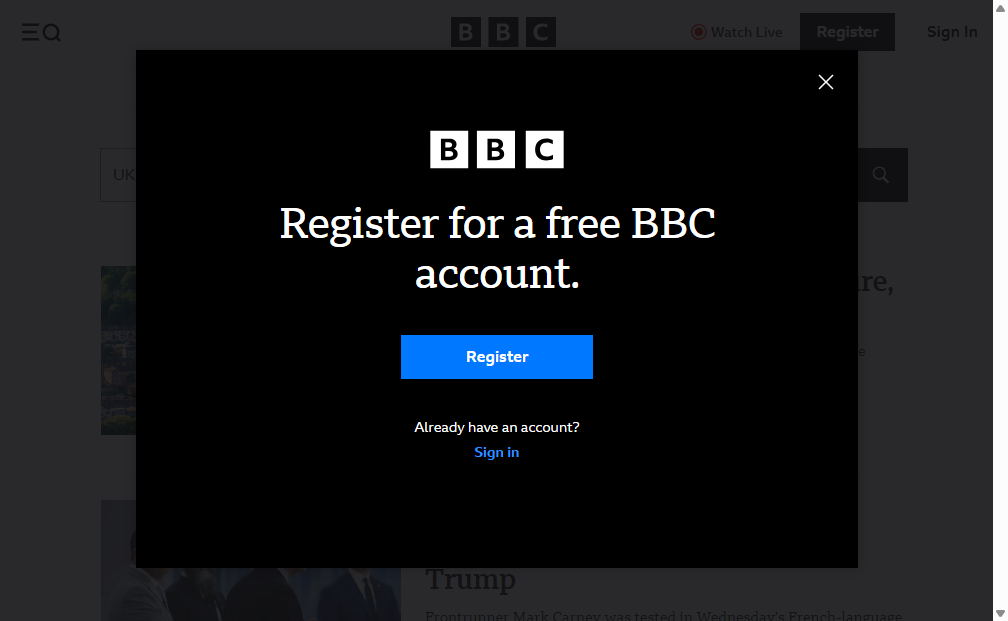 BBC
Watch Live
Register
Sign In
UK
BBC
Register for a free BBC
account.
Register
Already have an account?
Sign in
Trump
Frontrunner Mark Carney was tested in Wednesday's French-language